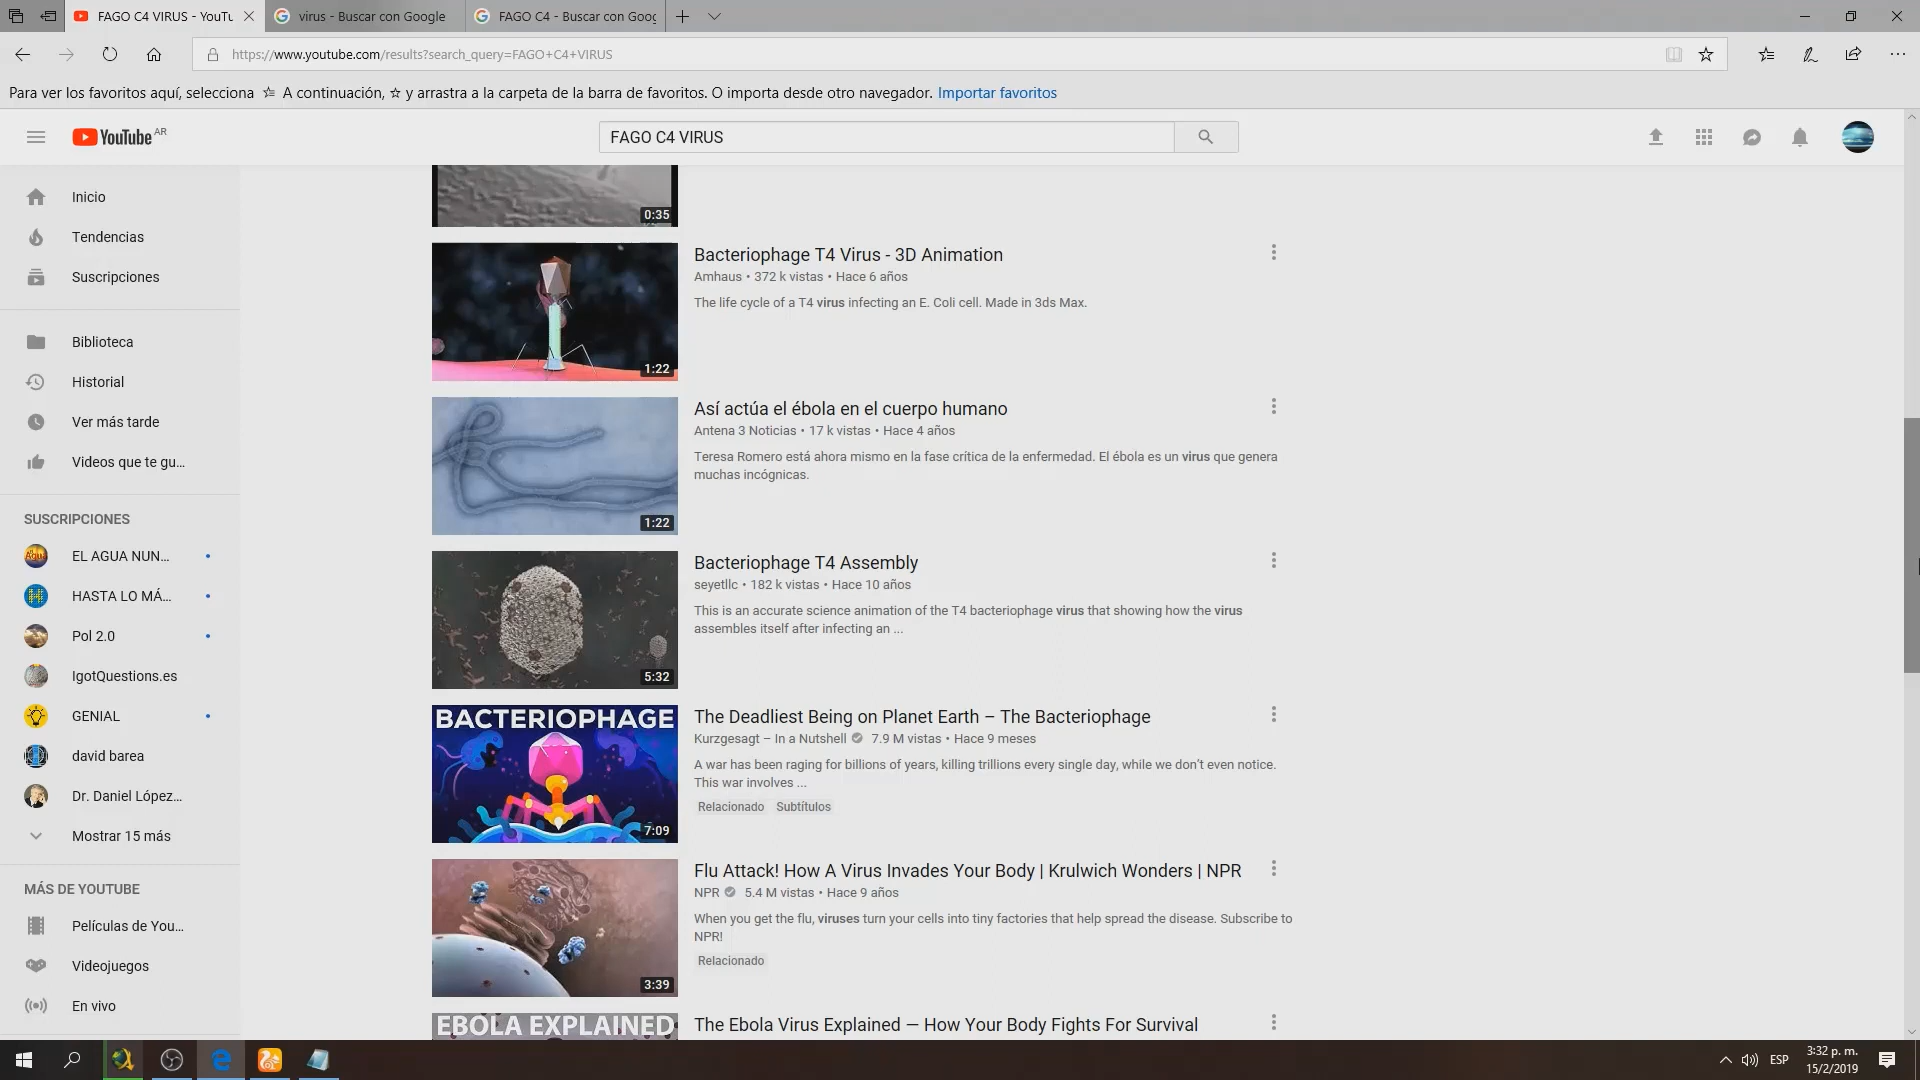 FAGO C4 VIRUS - YouTu
virus - Buscar con Google
FAGO C4 - Buscar con Goog
https://www.youtube.com/results?search_query=FAGO+C4+VIRUS
Para ver los favoritos aquí, selecciona ☆ A continuación, ☆ y arrastra a la carpeta de la barra de favoritos. O importa desde otro navegador. Importar favoritos
YouTube AR
FAGO C4 VIRUS
Inicio
Tendencias
Suscripciones
Biblioteca
Historial
Ver más tarde
Videos que te gu...
SUSCRIPCIONES
EL AGUA NUN...
HASTA LO MÁ...
Pol 2.0
IgotQuestions.es
GENIAL
david barea
Dr. Daniel López...
Mostrar 15 más
MÁS DE YOUTUBE
Películas de You...
Videojuegos
En vivo
0:35
Bacteriophage T4 Virus - 3D Animation
Amhaus • 372 k vistas • Hace 6 años
The life cycle of a T4 virus infecting an E. Coli cell. Made in 3ds Max.
1:22
Así actúa el ébola en el cuerpo humano
Antena 3 Noticias • 17 k vistas • Hace 4 años
Teresa Romero está ahora mismo en la fase crítica de la enfermedad. El ébola es un virus que genera
muchas incógnicas.
1:22
Bacteriophage T4 Assembly
seyetllc • 182 k vistas • Hace 10 años
This is an accurate science animation of the T4 bacteriophage virus that showing how the virus
assembles itself after infecting an ...
5:32
BACTERIOPHAGE
7:09
The Deadliest Being on Planet Earth – The Bacteriophage
Kurzgesagt – In a Nutshell 7.9 M vistas • Hace 9 meses
A war has been raging for billions of years, killing trillions every single day, while we don't even notice.
This war involves ...
Relacionado Subtítulos
Flu Attack! How A Virus Invades Your Body | Krulwich Wonders | NPR
NPR 5.4 M vistas • Hace 9 años
When you get the flu, viruses turn your cells into tiny factories that help spread the disease. Subscribe to
NPR!
Relacionado
3:39
EBOLA EXPLAINED
The Ebola Virus Explained — How Your Body Fights For Survival
ESP
3:32 p. m.
15/2/2019